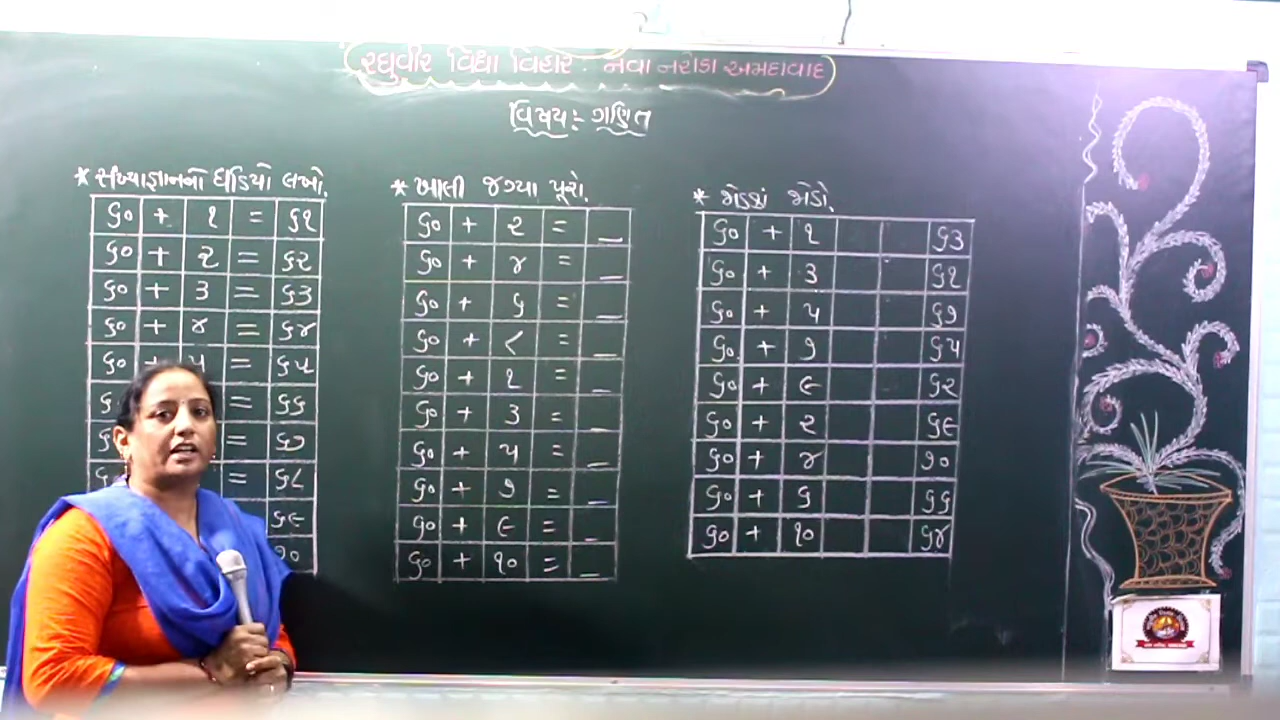 રઘુવીર વિદ્યા વિહાર : નવા નરોડા અમદાવાદ
વિષય:- ગણિત
* સંખ્યાજ્ઞાનનો ઘડિયો લખો.
૬૦ + ૧ = ૬૧
૬૦ + ૨ = ૬૨
૬૦ + ૩ = ૬૩
૬૦ + ૪ = ૬૪
૬૦ + ૫ = ૬૫
૬ = ૬૬
= ૬૭
= ૬૮
૬૯
૭૦
* ખાલી જગ્યા પૂરો.
૬૦ + ૨ = _
૬૦ + ૪ = _
૬૦ + ૬ = _
૬૦ + ૮ = _
૬૦ + ૧ = _
૬૦ + ૩ = _
૬૦ + ૫ = _
૬૦ + ૭ = _
૬૦ + ૯ = _
૬૦ + ૧૦ = _
* જોડકાં જોડો.
૬૦ + ૧ ૬૩
૬૦ + ૩ ૬૧
૬૦ + ૫ ૬૭
૬૦ + ૭ ૬૫
૬૦ + ૯ ૬૨
૬૦ + ૨ ૬૯
૬૦ + ૪ ૭૦
૬૦ + ૬ ૬૬
૬૦ + ૧૦ ૬૪